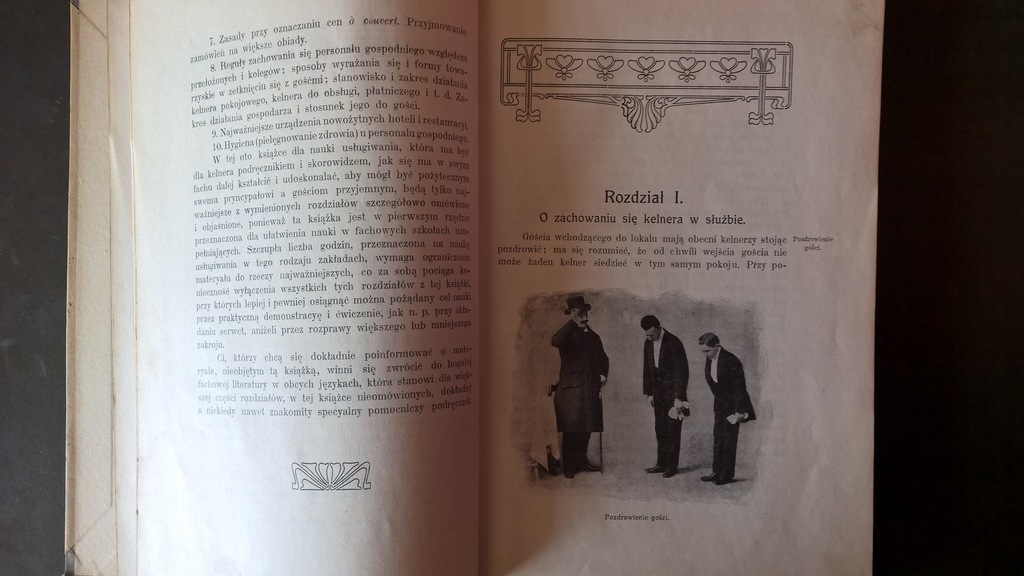 7. Zasady przy oznaczaniu cen à couvert. Przyjmowanie
zamówień na większe obiady.
8. Reguły zachowania się personału gospodniego względem
przełożonych i kolegów; sposoby wyrażania się i formy towa-
rzyskie w zetknięciu się z gośćmi; stanowisko i zakres działania
kelnera pokojowego, kelnera do obsługi, płatniczego i t. d. Za-
kres działania gospodarza i stosunek jego do gości.
9. Najważniejsze urządzenia nowożytnych hoteli i restauracyi.
10. Hygiena (pielęgnowanie zdrowia) u personału gospodniego.
W tej oto książce dla nauki usługiwania, która ma być
dla kelnera podręcznikiem i skorowidzem, jak się ma w swym
fachu dalej kształcić i udoskonalać, aby mógł być pożytecznym
swemu pryncypałowi a gościom przyjemnym, będą tylko naj-
ważniejsze z wymienionych rozdziałów szczegółowo omówione
i objaśnione, ponieważ ta książka jest w pierwszym rzędzie
przeznaczona dla ułatwienia nauki w fachowych szkołach uzu-
pełniających. Szczupła liczba godzin, przeznaczona na naukę
usługiwania w tego rodzaju zakładach, wymaga ograniczenia
materyału do rzeczy najważniejszych, co za sobą pociąga ko-
nieczność wyłączenia wszystkich tych rozdziałów z tej książki,
przy których lepiej i pewniej osiągnąć można pożądany cel nauki
przez praktyczną demonstracyę i ćwiczenie, jak n. p. przy skła-
daniu serwet, aniżeli przez rozprawy większego lub mniejszego
zakroju.
Ci, którzy chcą się dokładnie poinformować o mate-
ryale, nieobjętym tą książką, winni się zwrócić do bogatej
fachowej literatury w obcych językach, która stanowi dla więk-
szej części rozdziałów, w tej książce nieomówionych, dokładny
a niekiedy nawet znakomity specyalny pomocniczy podręcznik.
Rozdział I.
O zachowaniu się kelnera w służbie.
Gościa wchodzącego do lokalu mają obecni kelnerzy stojąc
pozdrowić; ma się rozumieć, że od chwili wejścia gościa nie
może żaden kelner siedzieć w tym samym pokoju. Przy po-
Pozdrowienie
gości.
Pozdrowienie gości.